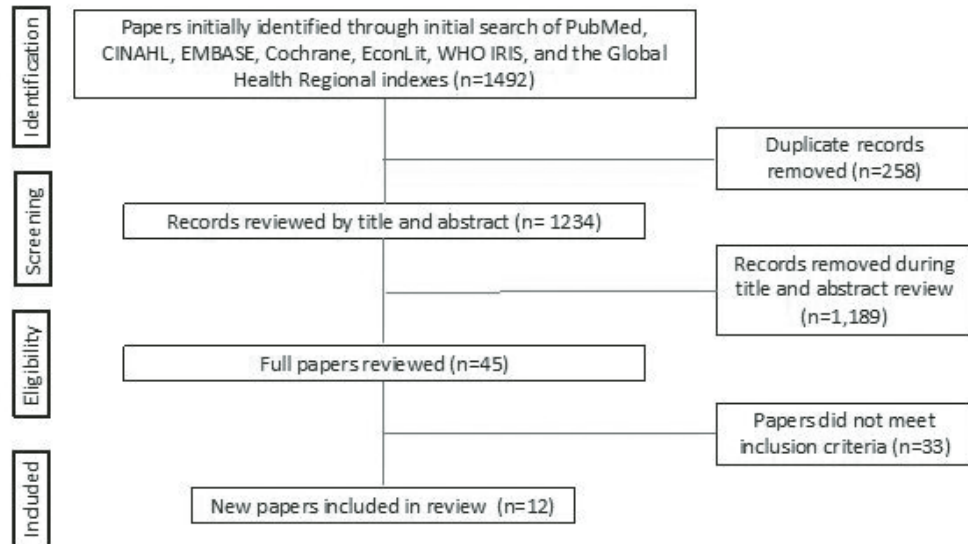 Identification
Papers initially identified through initial search of PubMed,
CINAHL, EMBASE, Cochrane, EconLit, WHO IRIS, and the Global
Health Regional indexes (n=1492)
Duplicate records
removed (n=258)
Screening
Records reviewed by title and abstract (n= 1234)
Records removed during
title and abstract review
(n=1,189)
Eligibility
Full papers reviewed (n=45)
Papers did not meet
inclusion criteria (n=33)
Included
New papers included in review (n=12)